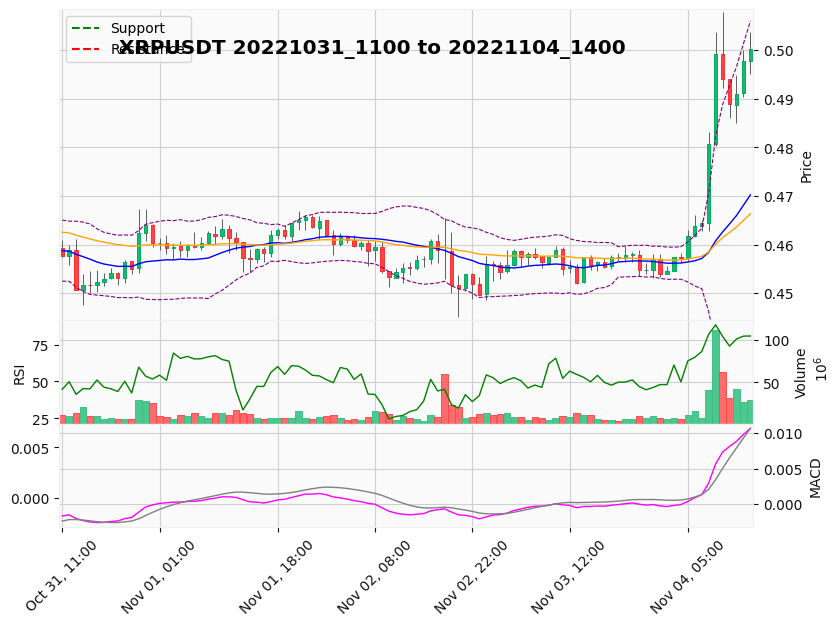 Support
Resistance
XRPUSDT 20221031_1100 to 20221104_1400
0.50
0.49
0.48
0.47
0.46
0.45
Price
75
50
25
RSI
100
50
Volume
10^6
0.005
0.000
0.010
0.005
0.000
MACD
Oct 31, 11:00
Nov 01, 01:00
Nov 01, 18:00
Nov 02, 08:00
Nov 02, 22:00
Nov 03, 12:00
Nov 04, 05:00